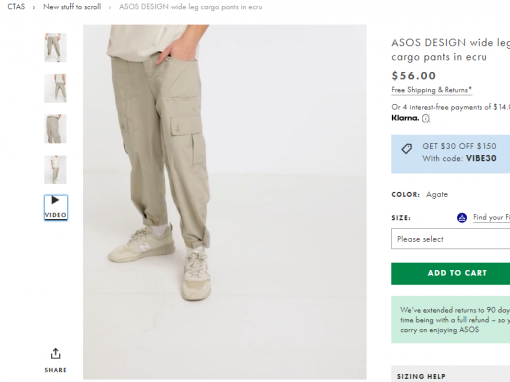 CTAS › New stuff to scroll › ASOS DESIGN wide leg cargo pants in ecru
VIDEO
SHARE
ASOS DESIGN wide leg
cargo pants in ecru
$56.00
Free Shipping & Returns*
Or 4 interest-free payments of $14.0
Klarna.
GET $30 OFF $150
With code: VIBE30
COLOR: Agate
SIZE:
Find your Fi
Please select
ADD TO CART
We've extended returns to 90 day
time being with a full refund – so y
carry on enjoying ASOS
SIZING HELP